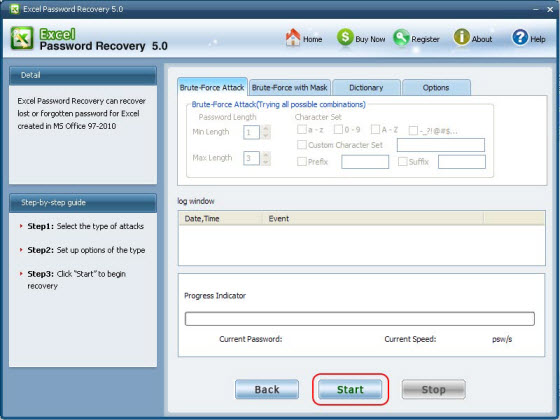 Excel Password Recovery 5.0
Excel
Password Recovery 5.0
Home
Buy Now
Register
About
Help
Detail
Excel Password Recovery can recover
lost or forgotten password for Excel
created in MS Office 97-2010
Step-by-step guide
Step1: Select the type of attacks
Step2: Set up options of the type
Step3: Click "Start" to begin
recovery
Brute-Force Attack Brute-Force with Mask Dictionary Options
Brute-Force Attack(Trying all possible combinations)
Password Length Character Set
Min Length 1 a - z 0 - 9 A - Z -_?!@#$...
Custom Character Set
Max Length 3 Prefix Suffix
log window
Date,Time Event
Progress Indicator
Current Password: Current Speed: psw/s
Back Start Stop